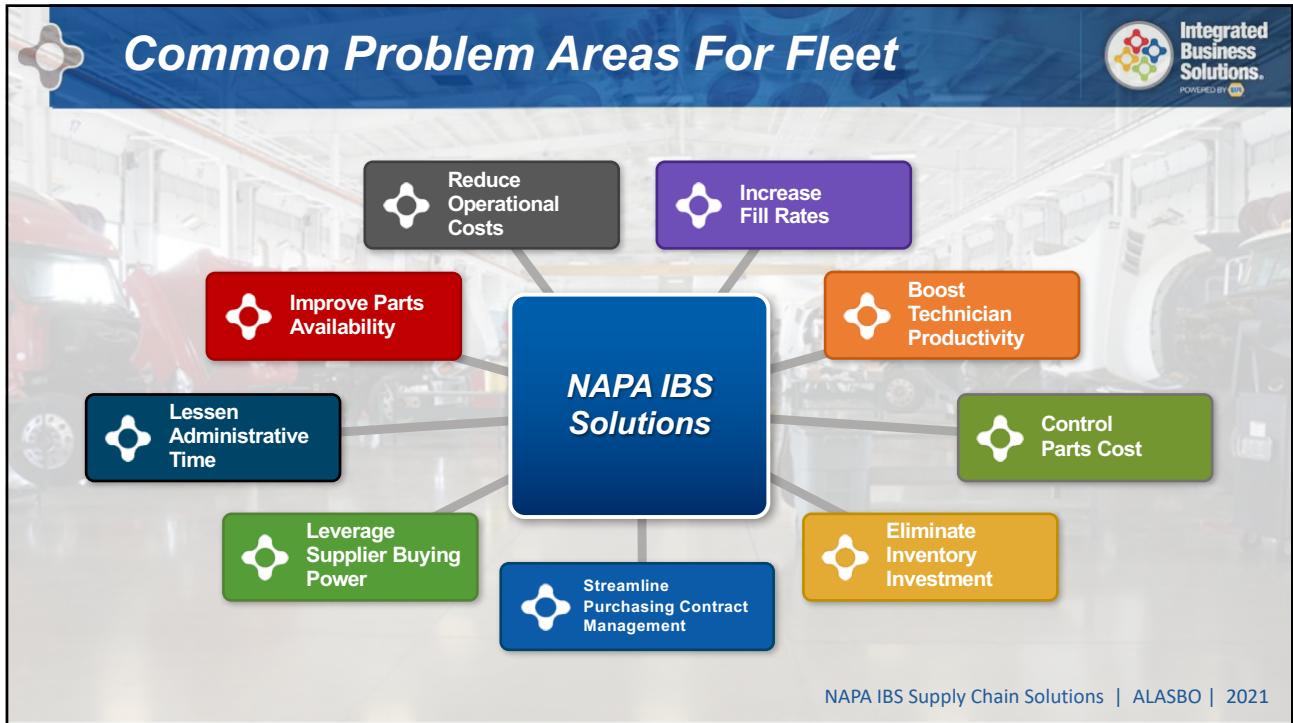 Common Problem Areas For Fleet
Integrated
Business
Solutions.
POWERED BY NAPA
Reduce
Operational
Costs
Increase
Fill Rates
Improve Parts
Availability
Boost
Technician
Productivity
NAPA IBS
Solutions
Lessen
Administrative
Time
Control
Parts Cost
Leverage
Supplier Buying
Power
Eliminate
Inventory
Investment
Streamline
Purchasing Contract
Management
NAPA IBS Supply Chain Solutions | ALASBO | 2021